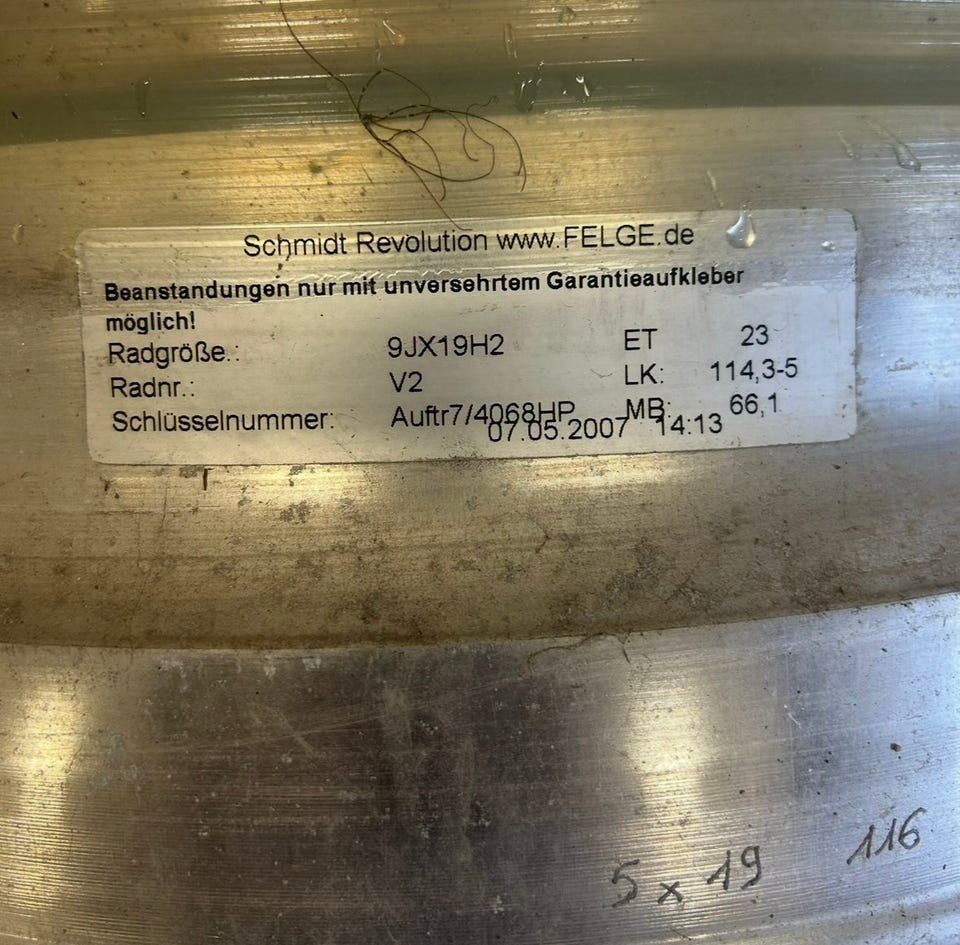 Schmidt Revolution www.FELGE.de
Beanstandungen nur mit unversehrtem Garantieaufkleber
möglich!
Radgröße.: 9JX19H2 ET 23
Radnr.: V2 LK: 114,3-5
Schlüsselnummer: Auftr7/4068HP MB: 66,1
07.05.2007 14:13
5 x 19 116